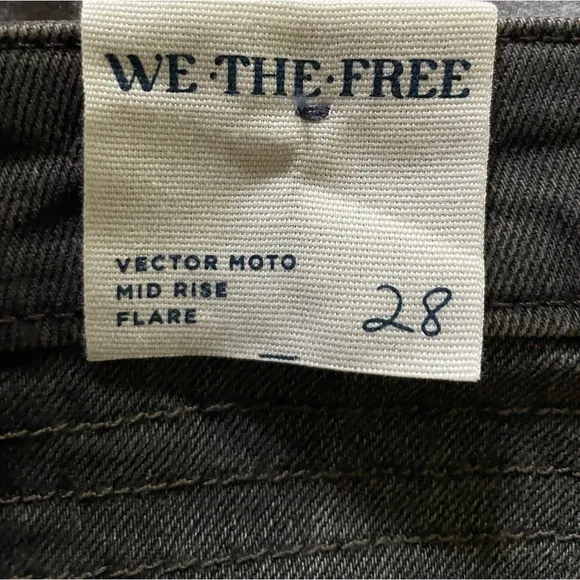 WE·THE·FREE
VECTOR MOTO
MID RISE
FLARE
28